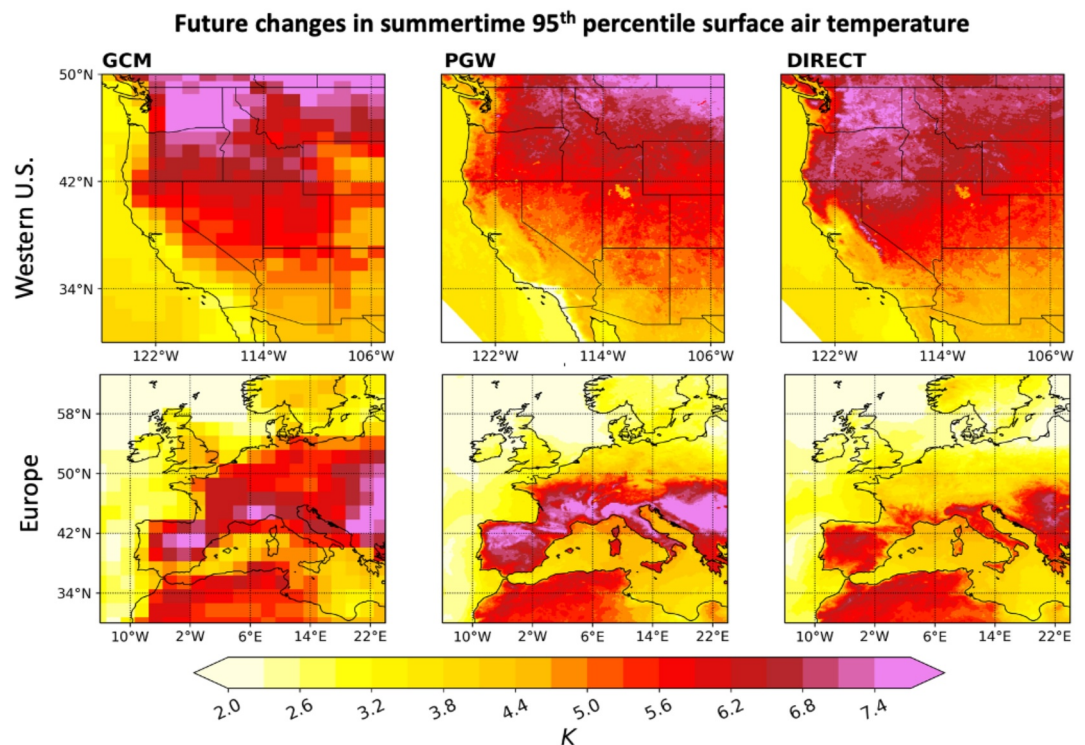 Future changes in summertime 95th percentile surface air temperature
GCM PGW DIRECT
Western U.S.
50°N
42°N
34°N
122°W 114°W 106°W 122°W 114°W 106°W 122°W 114°W 106°W
Europe
58°N
50°N
42°N
34°N
10°W 2°W 6°E 14°E 22°E 10°W 2°W 6°E 14°E 22°E 10°W 2°W 6°E 14°E 22°E
2.0 2.6 3.2 3.8 4.4 5.0 5.6 6.2 6.8 7.4
K